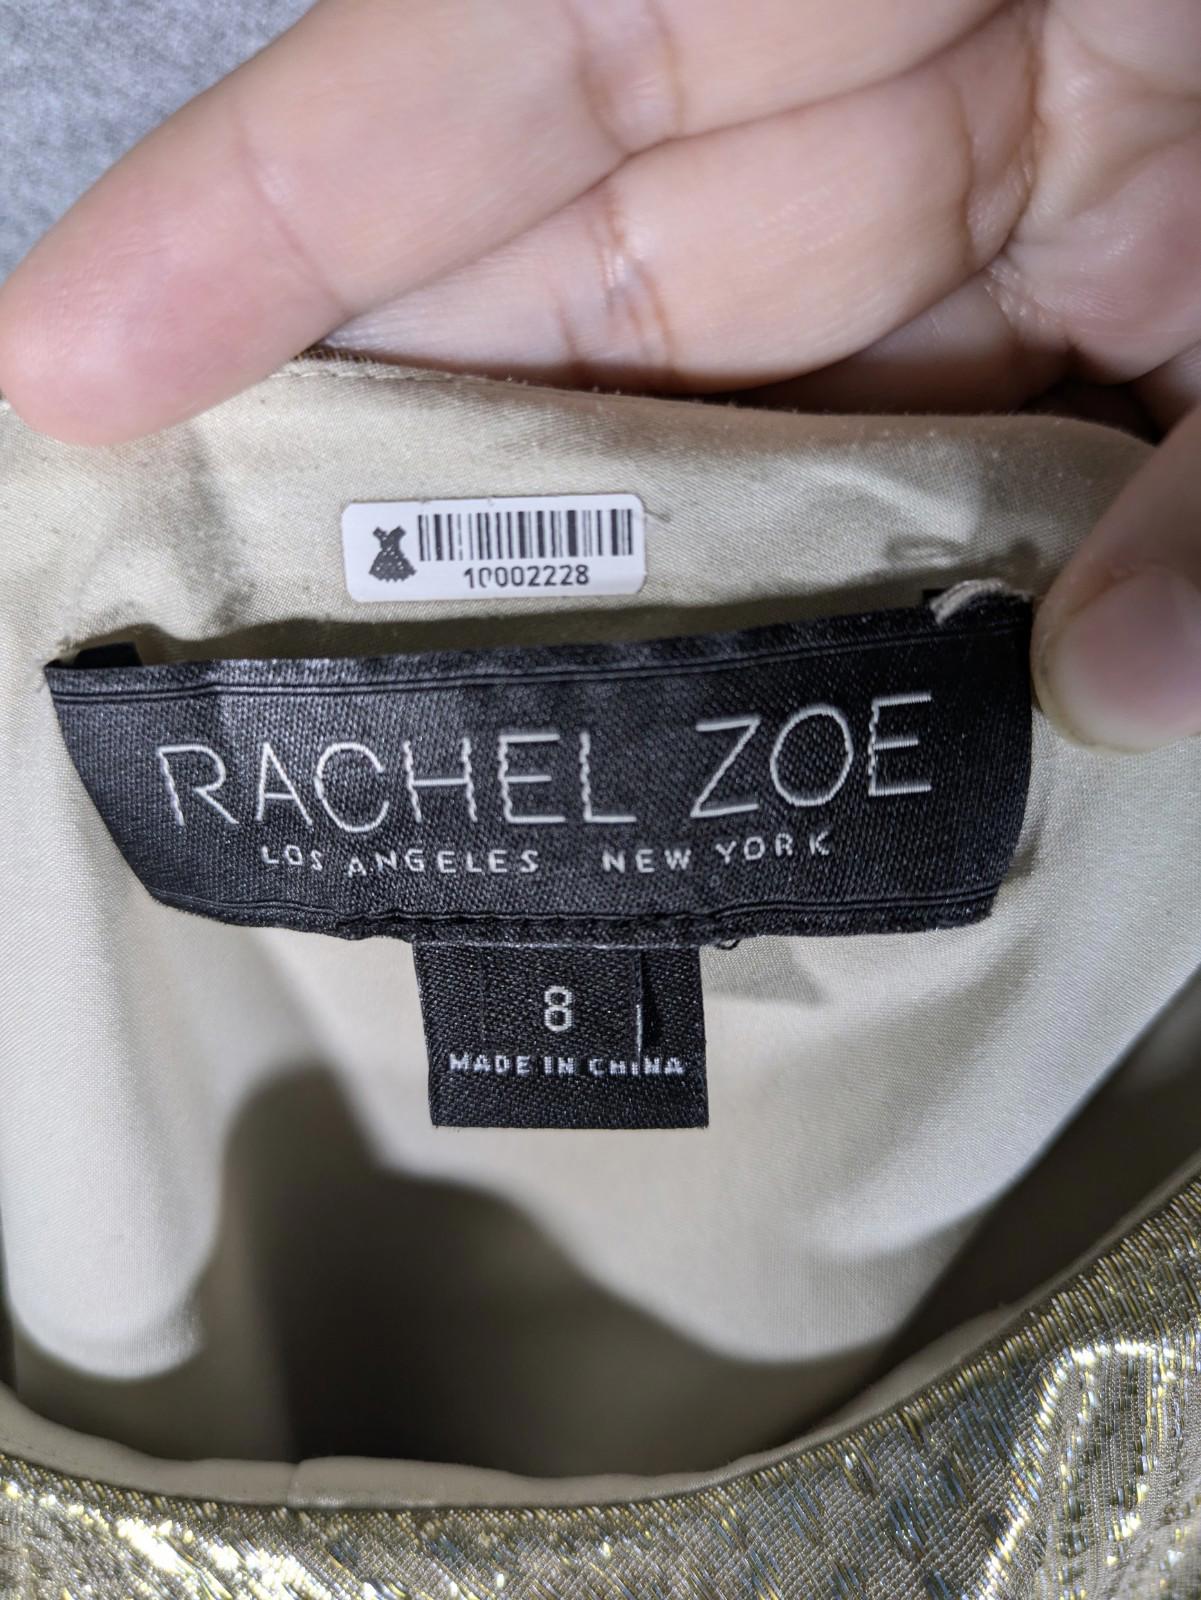 10002228
RACHEL ZOE
LOS ANGELES NEW YORK
8
MADE IN CHINA